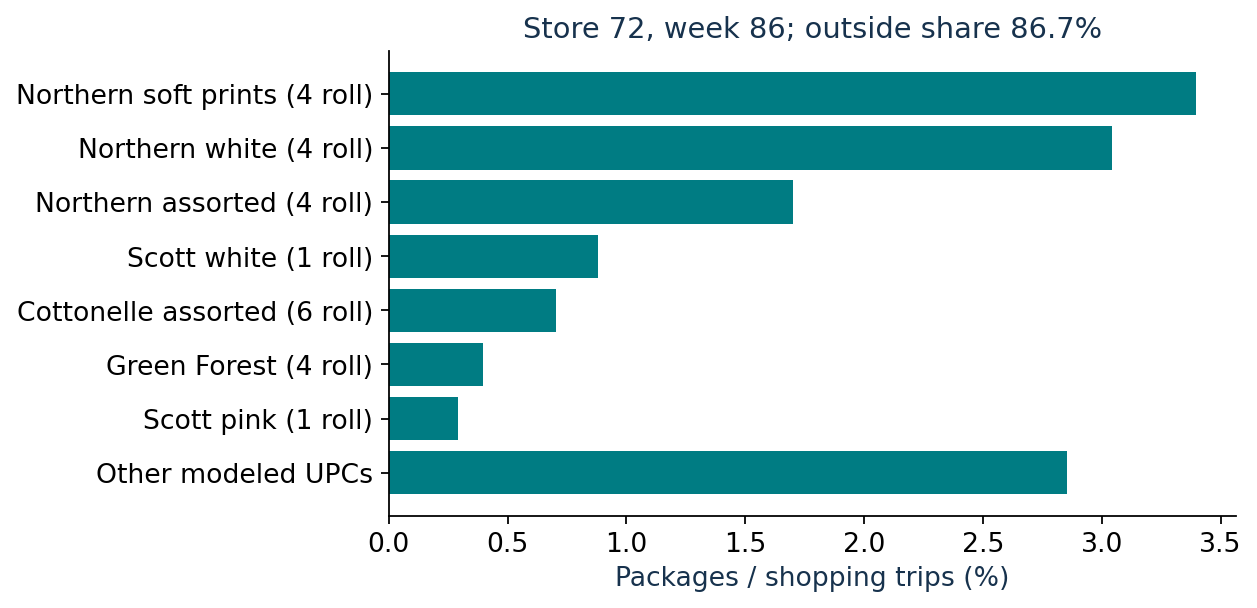 Store 72, week 86; outside share 86.7%
Northern soft prints (4 roll)
Northern white (4 roll)
Northern assorted (4 roll)
Scott white (1 roll)
Cottonelle assorted (6 roll)
Green Forest (4 roll)
Scott pink (1 roll)
Other modeled UPCs
0.0 0.5 1.0 1.5 2.0 2.5 3.0 3.5
Packages / shopping trips (%)